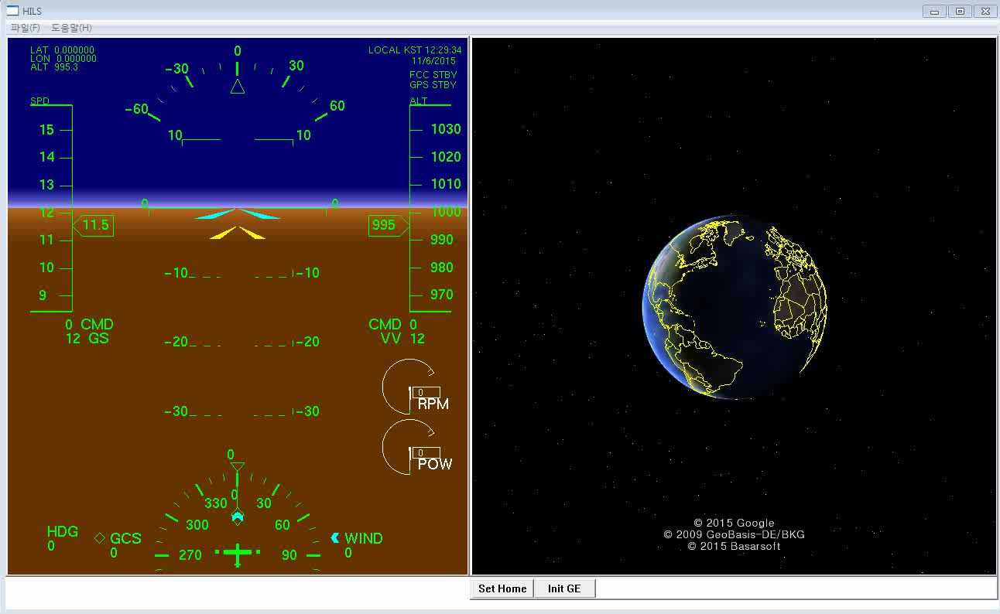 HILS
파일(F) 도움말(H)
LAT 0.000000
LON 0.000000
ALT 995.3
LOCAL KST 12:29:34
11/6/2015
FCC STBY
GPS STBY
0
-30 30
-60 60
10 10
SPD
15
14
13
12
11.5
11
10
9
0 CMD
12 GS
ALT
1030
1020
1010
1000
995
990
980
970
CMD 0
VV 12
0 0
-10 -10
-20 -20
-30 -30
0
RPM
0
POW
0
0
330 30
300 60
270 90
HDG
0
GCS
0
WIND
0
© 2015 Google
© 2009 GeoBasis-DE/BKG
© 2015 Basarsoft
Set Home Init GE